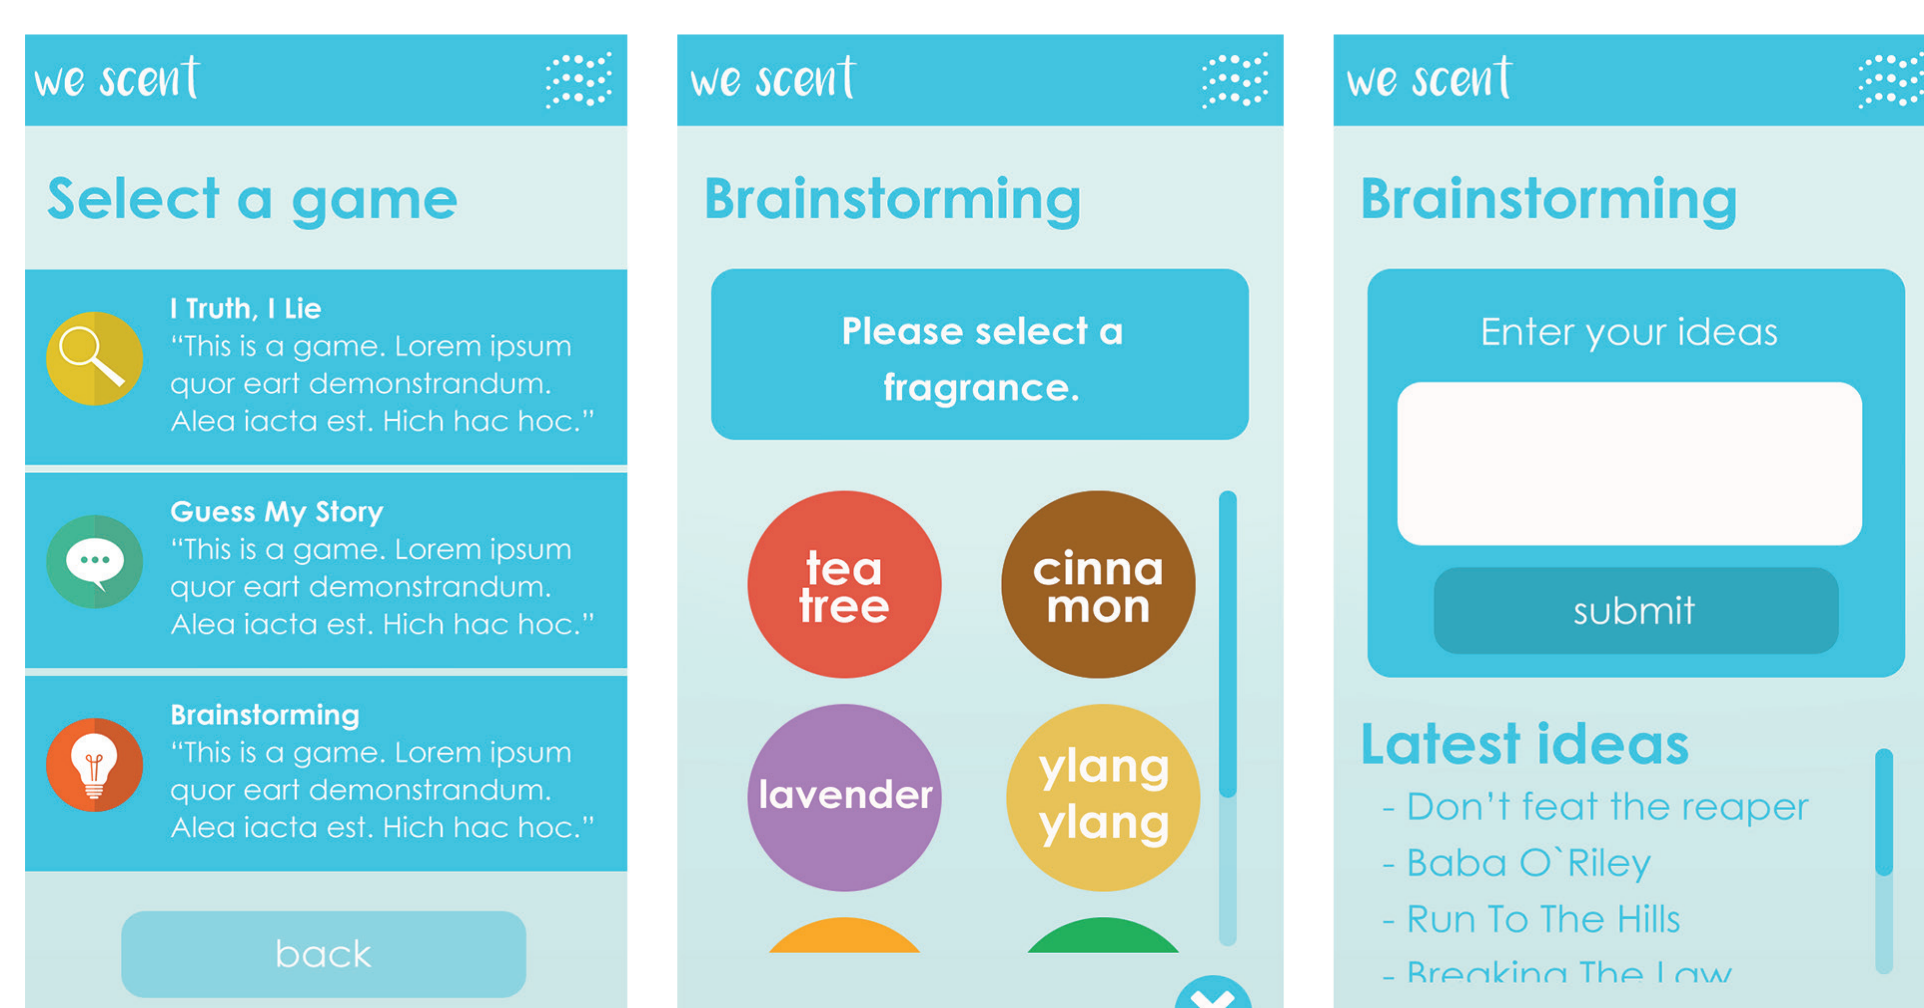 we scent
Select a game
I Truth, I Lie
“This is a game. Lorem ipsum
quor eart demonstrandum.
Alea iacta est. Hich hac hoc.”
Guess My Story
“This is a game. Lorem ipsum
quor eart demonstrandum.
Alea iacta est. Hich hac hoc.”
Brainstorming
“This is a game. Lorem ipsum
quor eart demonstrandum.
Alea iacta est. Hich hac hoc.”
back
we scent
Brainstorming
Please select a
fragrance.
tea
tree
cinna
mon
lavender
ylang
ylang
we scent
Brainstorming
Enter your ideas
submit
Latest ideas
- Don’t feat the reaper
- Baba O`Riley
- Run To The Hills
- Breaking The Law